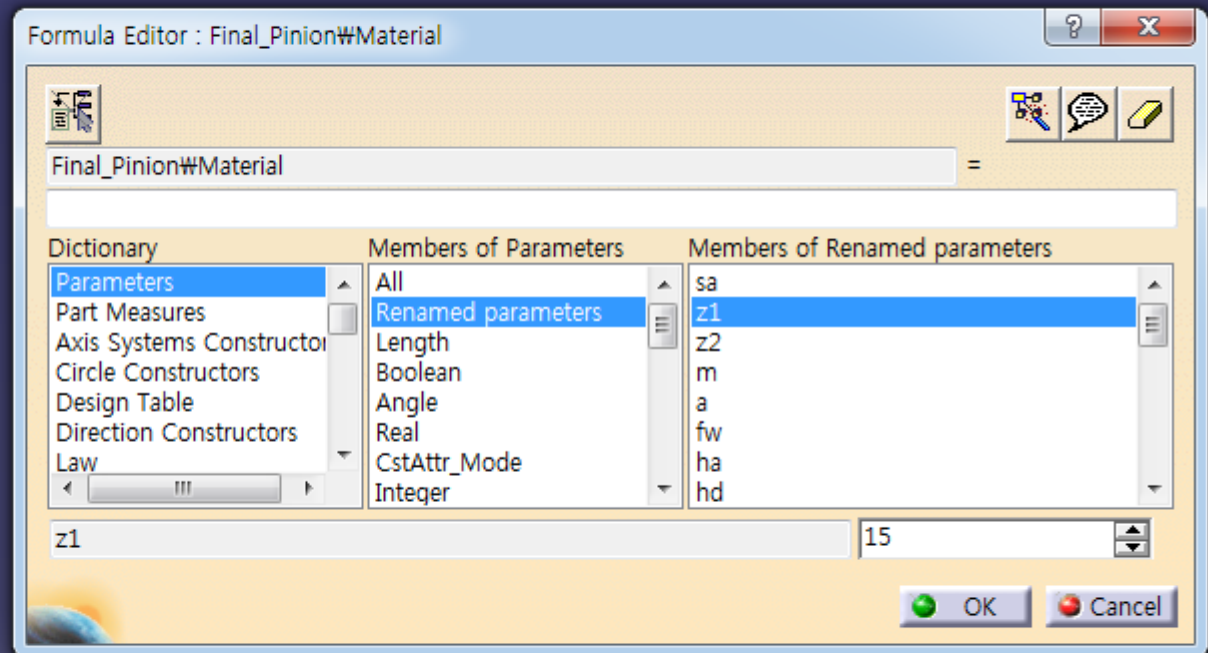 Formula Editor : Final_Pinion₩Material
?
X
Final_Pinion₩Material =
Dictionary Members of Parameters Members of Renamed parameters
Parameters
Part Measures
Axis Systems Constructor
Circle Constructors
Design Table
Direction Constructors
Law
All
Renamed parameters
Length
Boolean
Angle
Real
CstAttr_Mode
Integer
sa
z1
z2
m
a
fw
ha
hd
z1 15
OK Cancel